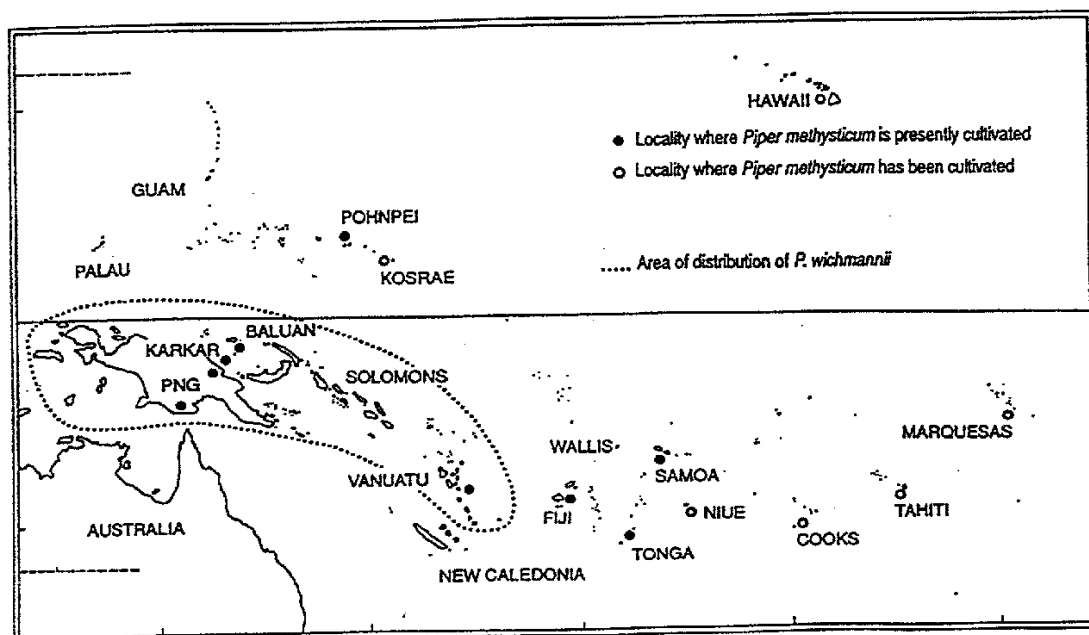 HAWAII
● Locality where Piper methysticum is presently cultivated
○ Locality where Piper methysticum has been cultivated
GUAM
POHNPEI
PALAU
KOSRAE
...... Area of distribution of P. wichmannii
BALUAN
KARKAR
PNG
SOLOMONS
MARQUESAS
WALLIS
SAMOA
VANUATU
AUSTRALIA
FIJI
NIUE
TAHITI
COOKS
TONGA
NEW CALEDONIA